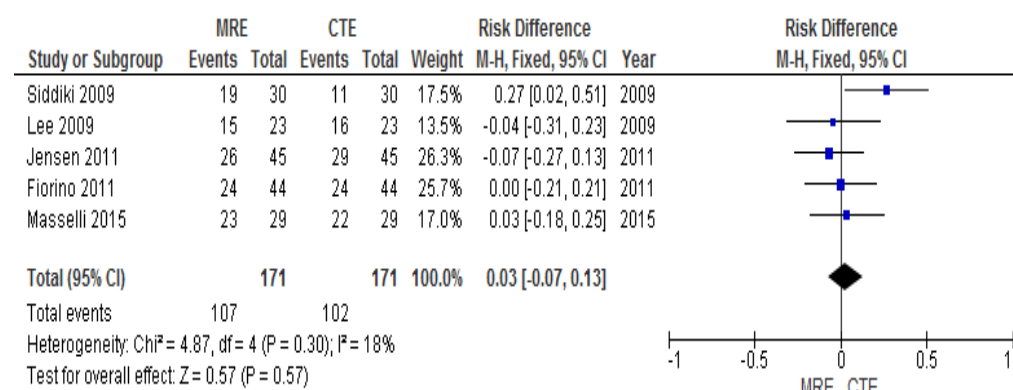 MRE CTE Risk Difference Risk Difference
Study or Subgroup Events Total Events Total Weight M-H, Fixed, 95% CI Year M-H, Fixed, 95% CI
Siddiki 2009 19 30 11 30 17.5% 0.27 [0.02, 0.51] 2009
Lee 2009 15 23 16 23 13.5% -0.04 [-0.31, 0.23] 2009
Jensen 2011 26 45 29 45 26.3% -0.07 [-0.27, 0.13] 2011
Fiorino 2011 24 44 24 44 25.7% 0.00 [-0.21, 0.21] 2011
Masselli 2015 23 29 22 29 17.0% 0.03 [-0.18, 0.25] 2015
Total (95% CI) 171 171 100.0% 0.03 [-0.07, 0.13]
Total events 107 102
Heterogeneity: Chi² = 4.87, df = 4 (P = 0.30); I² = 18%
Test for overall effect: Z = 0.57 (P = 0.57)
-1 -0.5 0 0.5 1
MRE CTE